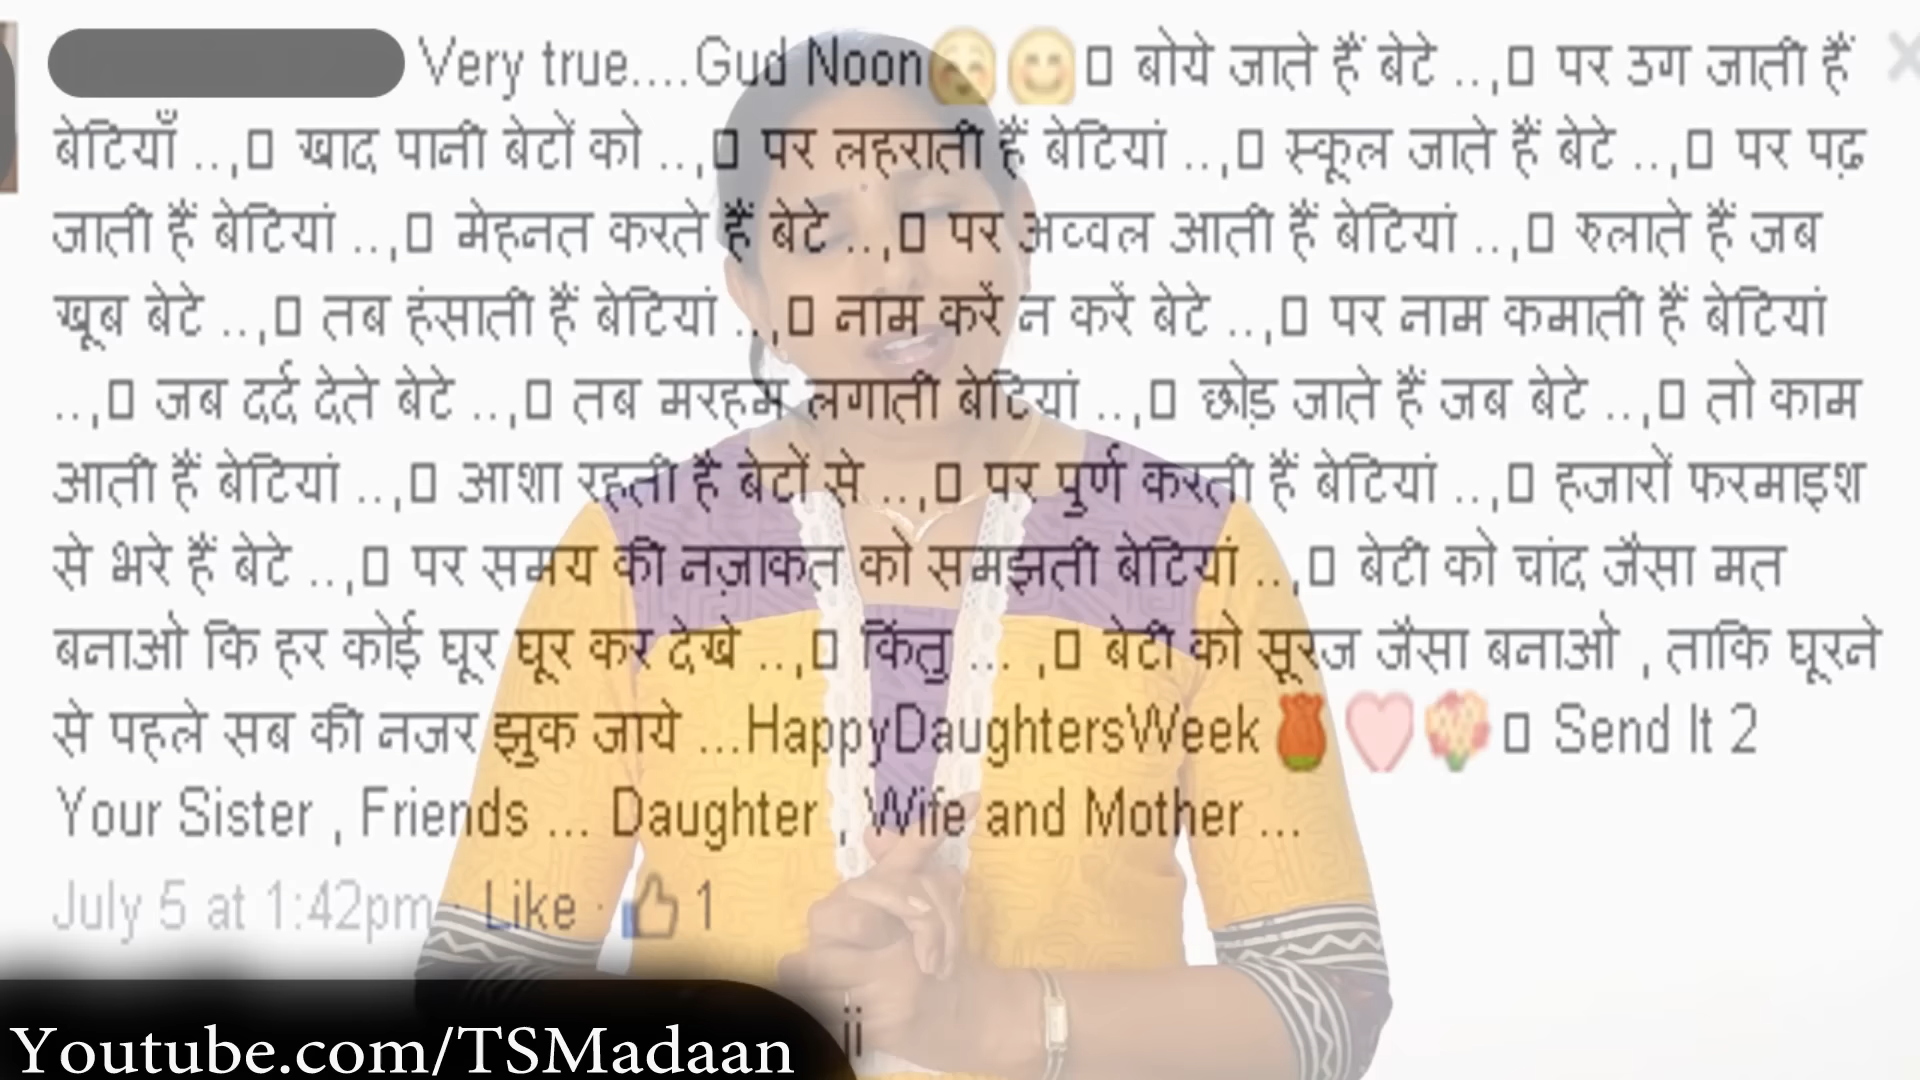 Very true....Gud Noon😊😊▯ बोये जाते हैं बेटे ..,▯ पर उग जाती हैं
बेटियाँ ..,▯ खाद पानी बेटों को ..,▯ पर लहराती हैं बेटियां ..,▯ स्कूल जाते हैं बेटे ..,▯ पर पढ़
जाती हैं बेटियां ..,▯ मेहनत करते हैं बेटे ..,▯ पर अव्वल आती हैं बेटियां ..,▯ रुलाते हैं जब
खूब बेटे ..,▯ तब हंसाती हैं बेटियां ..,▯ नाम करें न करें बेटे ..,▯ पर नाम कमाती हैं बेटियां
..,▯ जब दर्द देते बेटे ..,▯ तब मरहम लगाती बेटियां ..,▯ छोड़ जाते हैं जब बेटे ..,▯ तो काम
आती हैं बेटियां ..,▯ आशा रहती है बेटों से ..,▯ पर पुर्ण करती हैं बेटियां ..,▯ हजारों फरमाइश
से भरे हैं बेटे ..,▯ पर समय की नज़ाकत को समझती बेटियां ..,▯ बेटी को चांद जैसा मत
बनाओ कि हर कोई घूर घूर कर देखे ..,▯ किंतु ... ,▯ बेटी को सूरज जैसा बनाओ , ताकि घूरने
से पहले सब की नजर झुक जाये ...HappyDaughtersWeek🌷💗💐▯ Send It 2
Your Sister , Friends ... Daughter , Wife and Mother ...
July 5 at 1:42pm · Like · 👍 1
ji
Youtube.com/TSMadaan